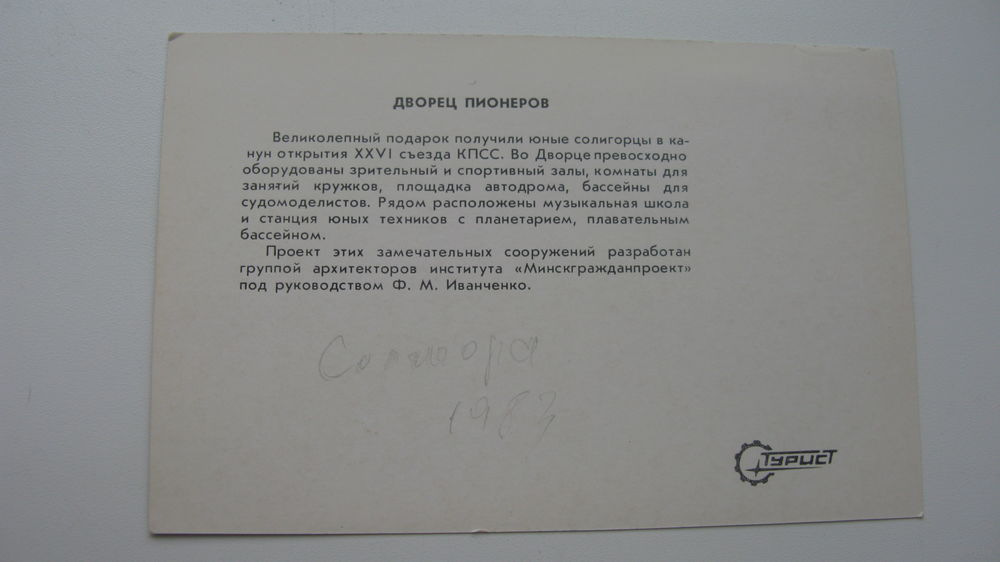 ДВОРЕЦ ПИОНЕРОВ
Великолепный подарок получили юные солигорцы в ка-
нун открытия XXVI съезда КПСС. Во Дворце превосходно
оборудованы зрительный и спортивный залы, комнаты для
занятий кружков, площадка автодрома, бассейны для
судомоделистов. Рядом расположены музыкальная школа
и станция юных техников с планетарием, плавательным
бассейном.
Проект этих замечательных сооружений разработан
группой архитекторов института «Минскгражданпроект»
под руководством Ф. М. Иванченко.
1983
ТУРИСТ